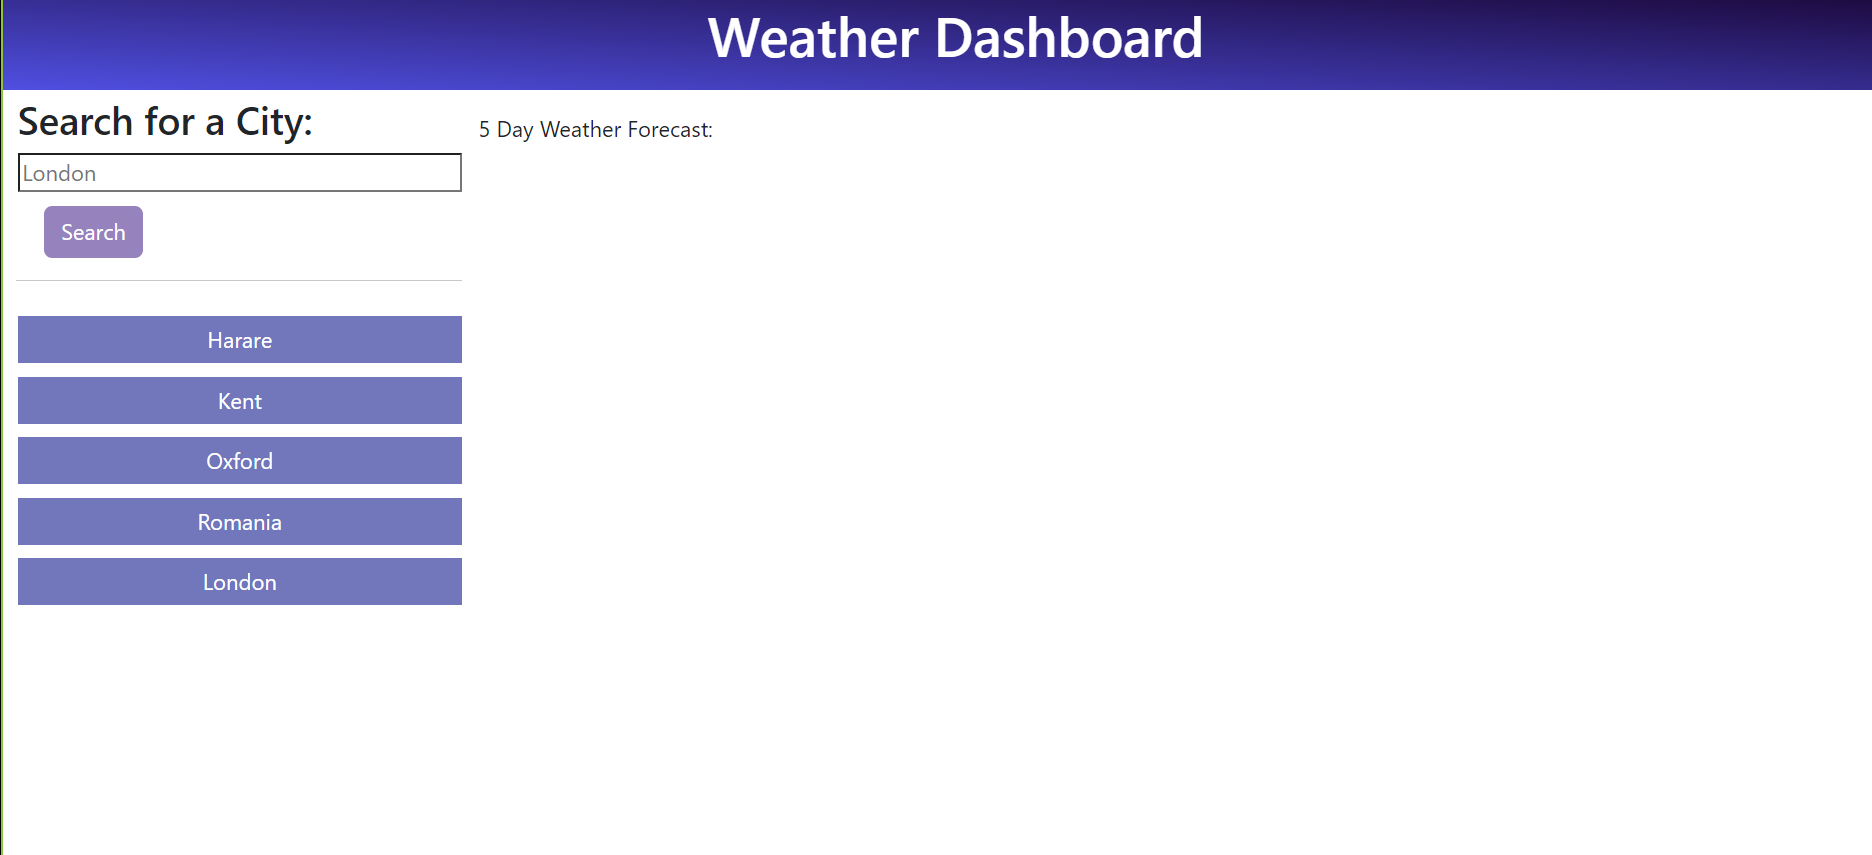 Weather Dashboard
Search for a City:
London
Search
Harare
Kent
Oxford
Romania
London
5 Day Weather Forecast: